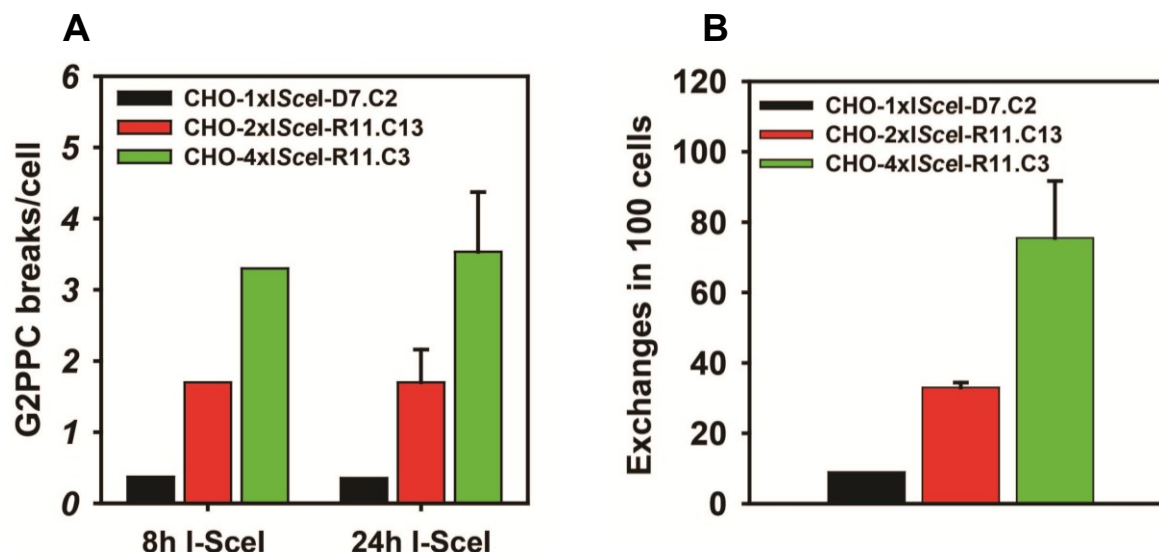 A
G2PPC breaks/cell
6
5
4
3
2
1
0
CHO-1xISceI-D7.C2
CHO-2xISceI-R11.C13
CHO-4xISceI-R11.C3
8h I-SceI
24h I-SceI
B
Exchanges in 100 cells
120
100
80
60
40
20
0
CHO-1xISceI-D7.C2
CHO-2xISceI-R11.C13
CHO-4xISceI-R11.C3